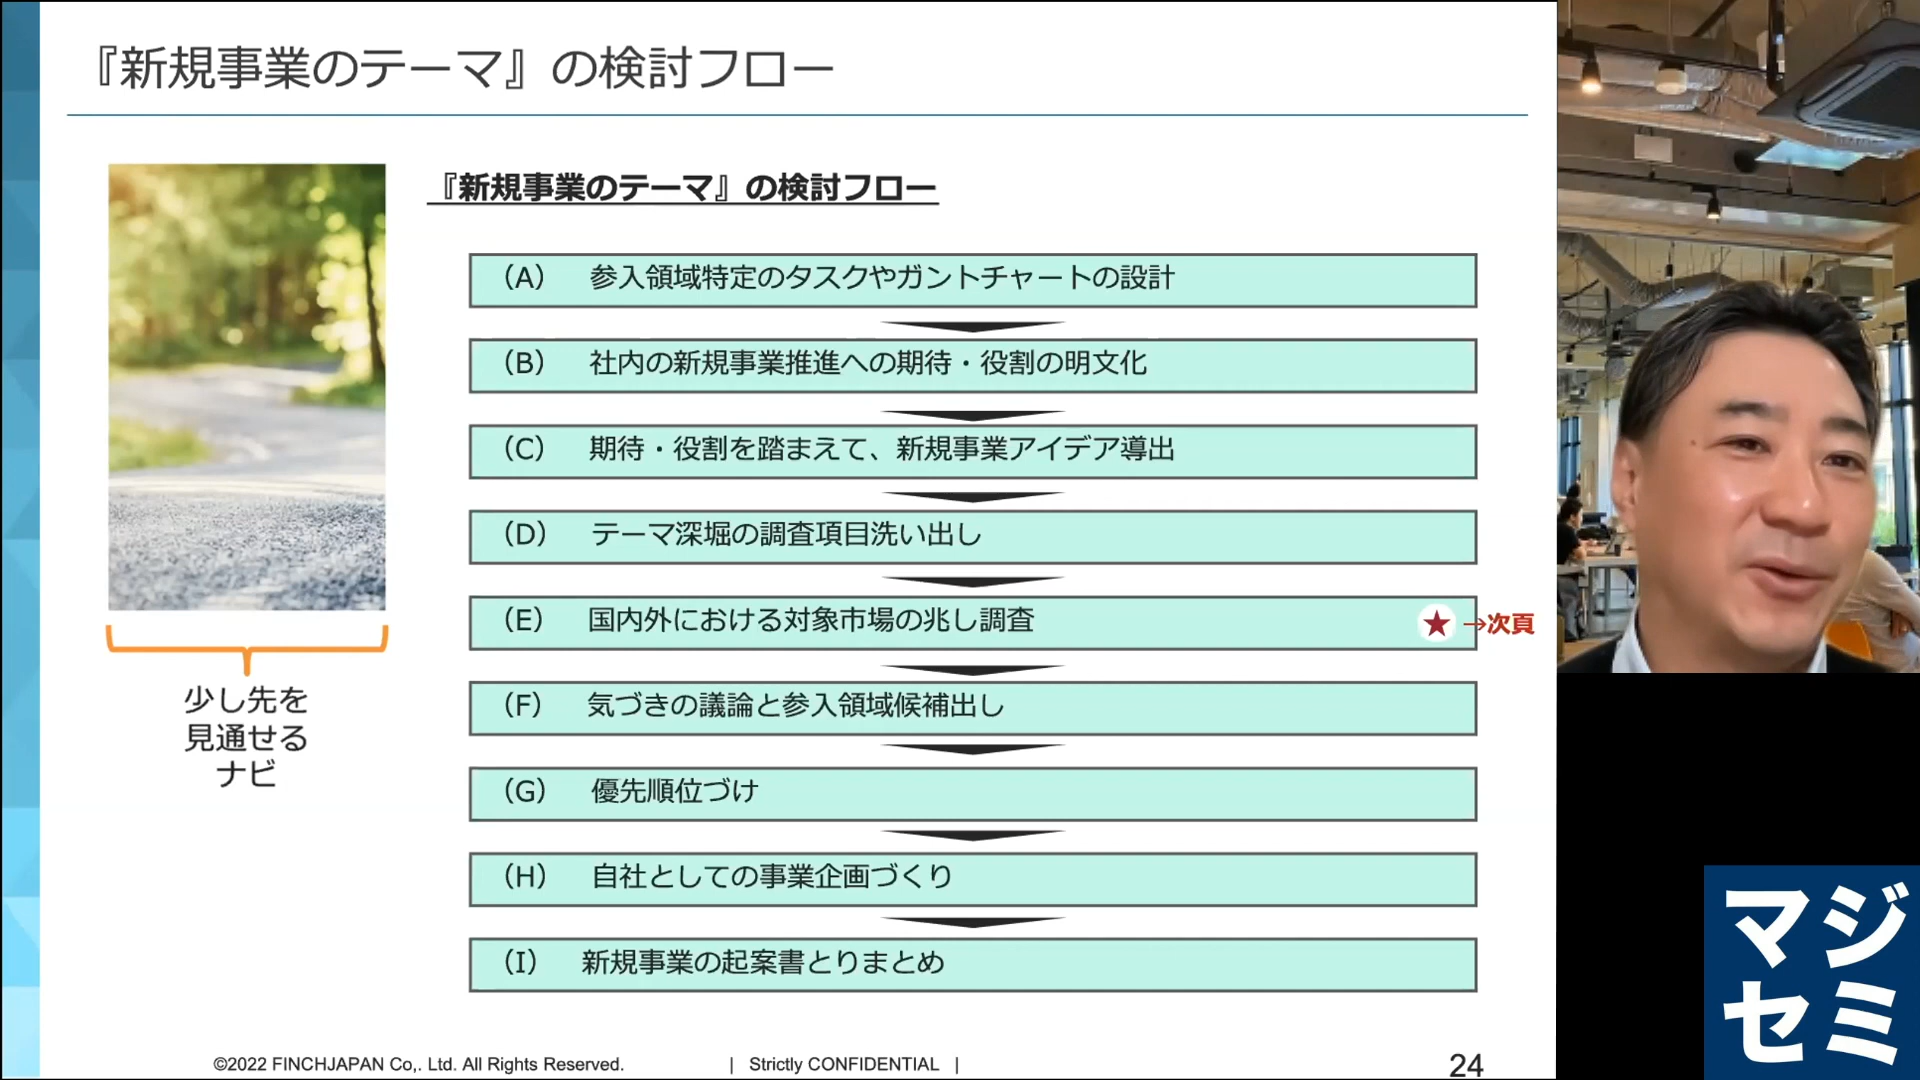 『新規事業のテーマ』の検討フロー
『新規事業のテーマ』の検討フロー
（A） 参入領域特定のタスクやガントチャートの設計
（B） 社内の新規事業推進への期待・役割の明文化
（C） 期待・役割を踏まえて、新規事業アイデア導出
（D） テーマ深堀の調査項目洗い出し
（E） 国内外における対象市場の兆し調査
★→次頁
（F） 気づきの議論と参入領域候補出し
（G） 優先順位づけ
（H） 自社としての事業企画づくり
（I） 新規事業の起案書とりまとめ
少し先を
見通せる
ナビ
©2022 FINCHJAPAN Co,. Ltd. All Rights Reserved. | Strictly CONFIDENTIAL |
24
マジ
セミ